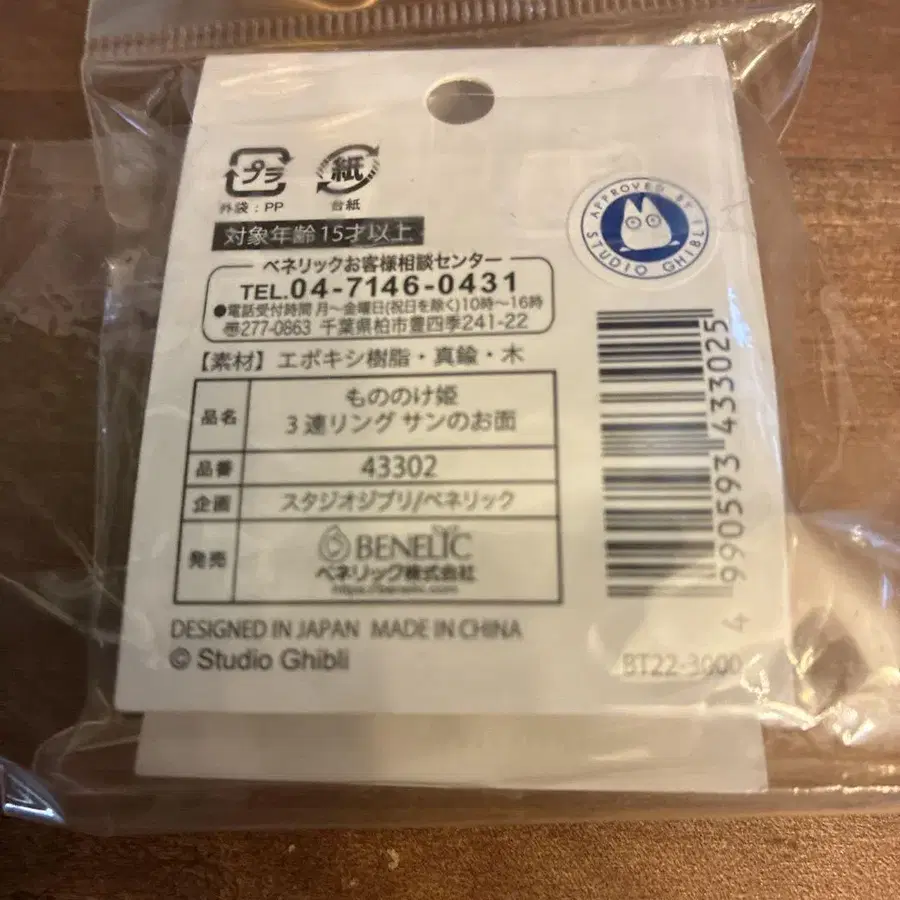 プラ
外袋：PP
紙
台紙
対象年齢15才以上
APPROVED BY
STUDIO GHIBLI
ベネリックお客様相談センター
TEL.04-7146-0431
●電話受付時間 月～金曜日(祝日を除く)10時～16時
〠277-0863 千葉県柏市豊四季241-22
【素材】エポキシ樹脂・真鍮・木
品名 もののけ姫
3連リング サンのお面
品番 43302
企画 スタジオジブリ/ベネリック
発売 BENELIC
ベネリック株式会社
DESIGNED IN JAPAN MADE IN CHINA
© Studio Ghibli
4 990593 433025
BT22-3000